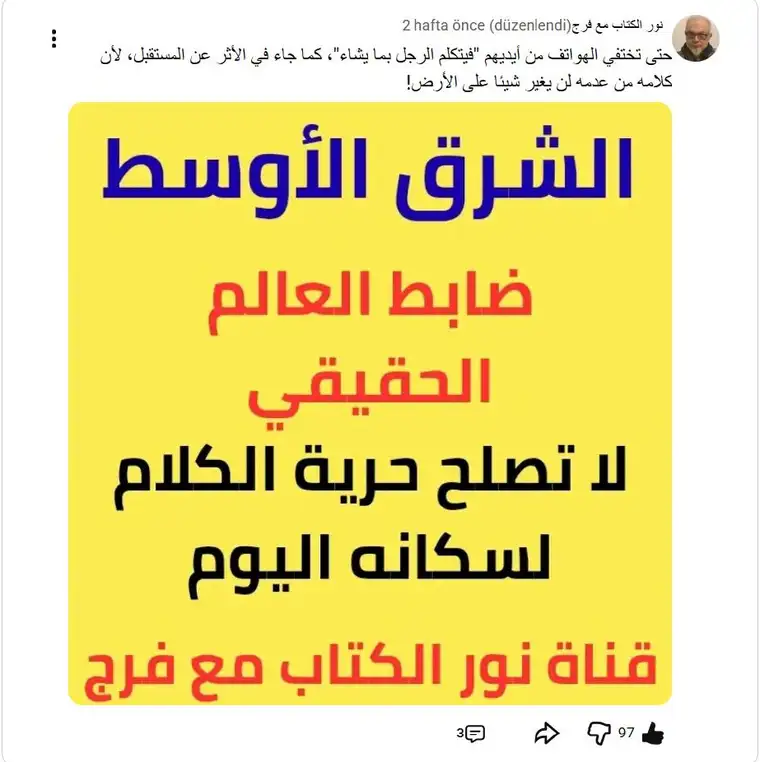 نور الكتاب مع فرج 2 hafta önce (düzenlendi)
حتى تختفي الهواتف من أيديهم "فيتكلم الرجل بما يشاء"، كما جاء في الأثر عن المستقبل، لأن
كلامه من عدمه لن يغير شيئا على الأرض!
الشرق الأوسط
ضابط العالم
الحقيقي
لا تصلح حرية الكلام
لسكانه اليوم
قناة نور الكتاب مع فرج
97 3